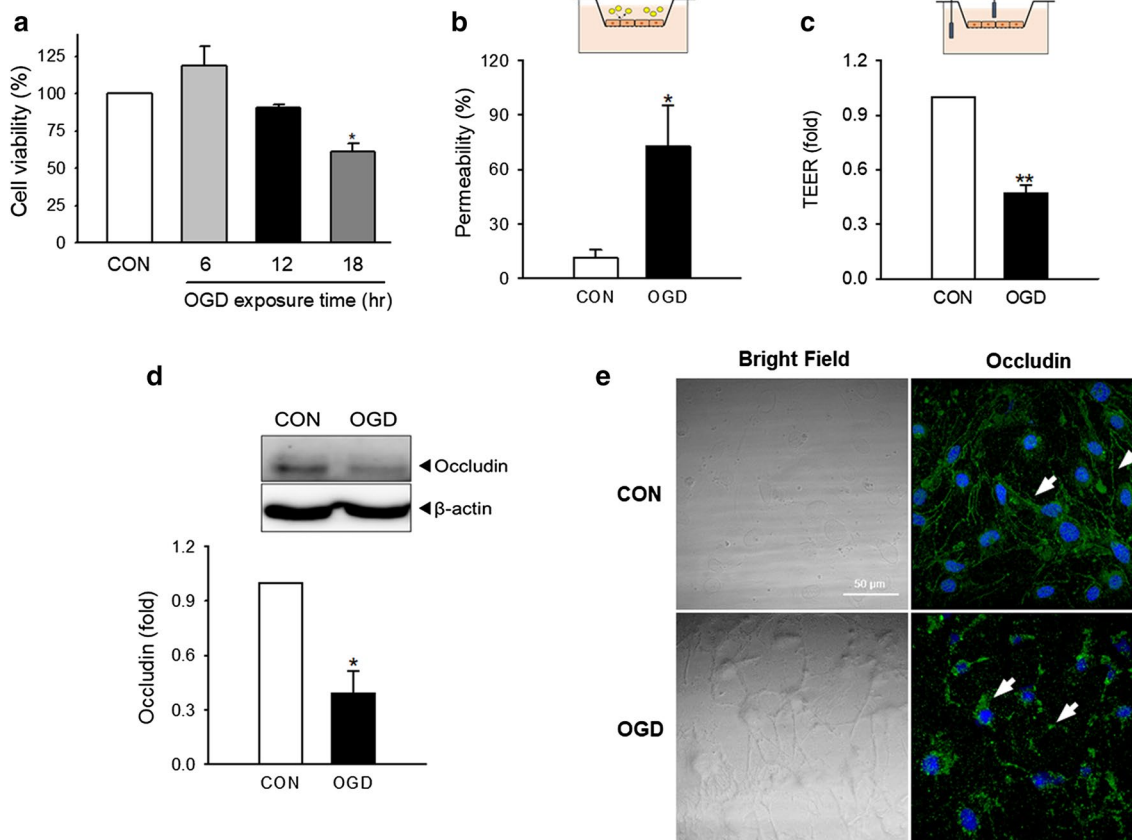 a
Cell viability (%)
125
100
75
50
25
0
*
CON
6
12
18
OGD exposure time (hr)
b
Permeability (%)
120
90
60
30
0
*
CON
OGD
c
TEER (fold)
1.2
0.9
0.6
0.3
0.0
**
CON
OGD
d
CON OGD
Occludin
β-actin
Occludin (fold)
1.2
0.9
0.6
0.3
0.0
*
CON
OGD
e
Bright Field
Occludin
CON
50 μm
OGD